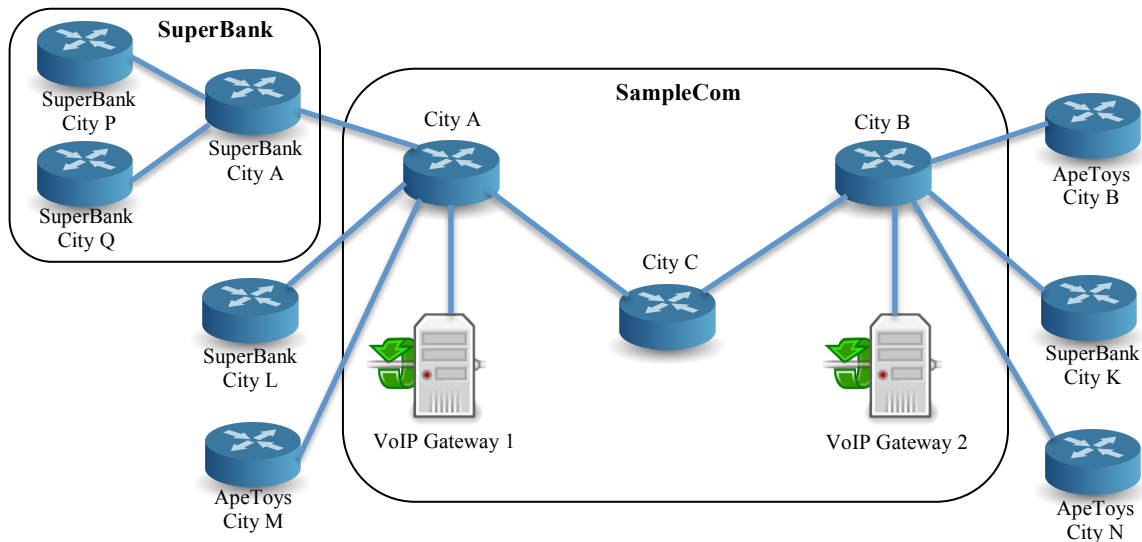 SuperBank
SuperBank
City P
SuperBank
City A
SuperBank
City Q
SampleCom
City A
City B
City C
ApeToys
City B
SuperBank
City L
VoIP Gateway 1
VoIP Gateway 2
SuperBank
City K
ApeToys
City M
ApeToys
City N